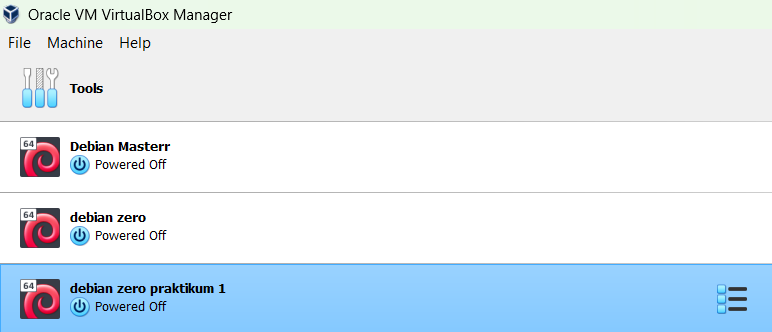 Oracle VM VirtualBox Manager
File Machine Help
Tools
64
Debian Masterr
Powered Off
64
debian zero
Powered Off
64
debian zero praktikum 1
Powered Off